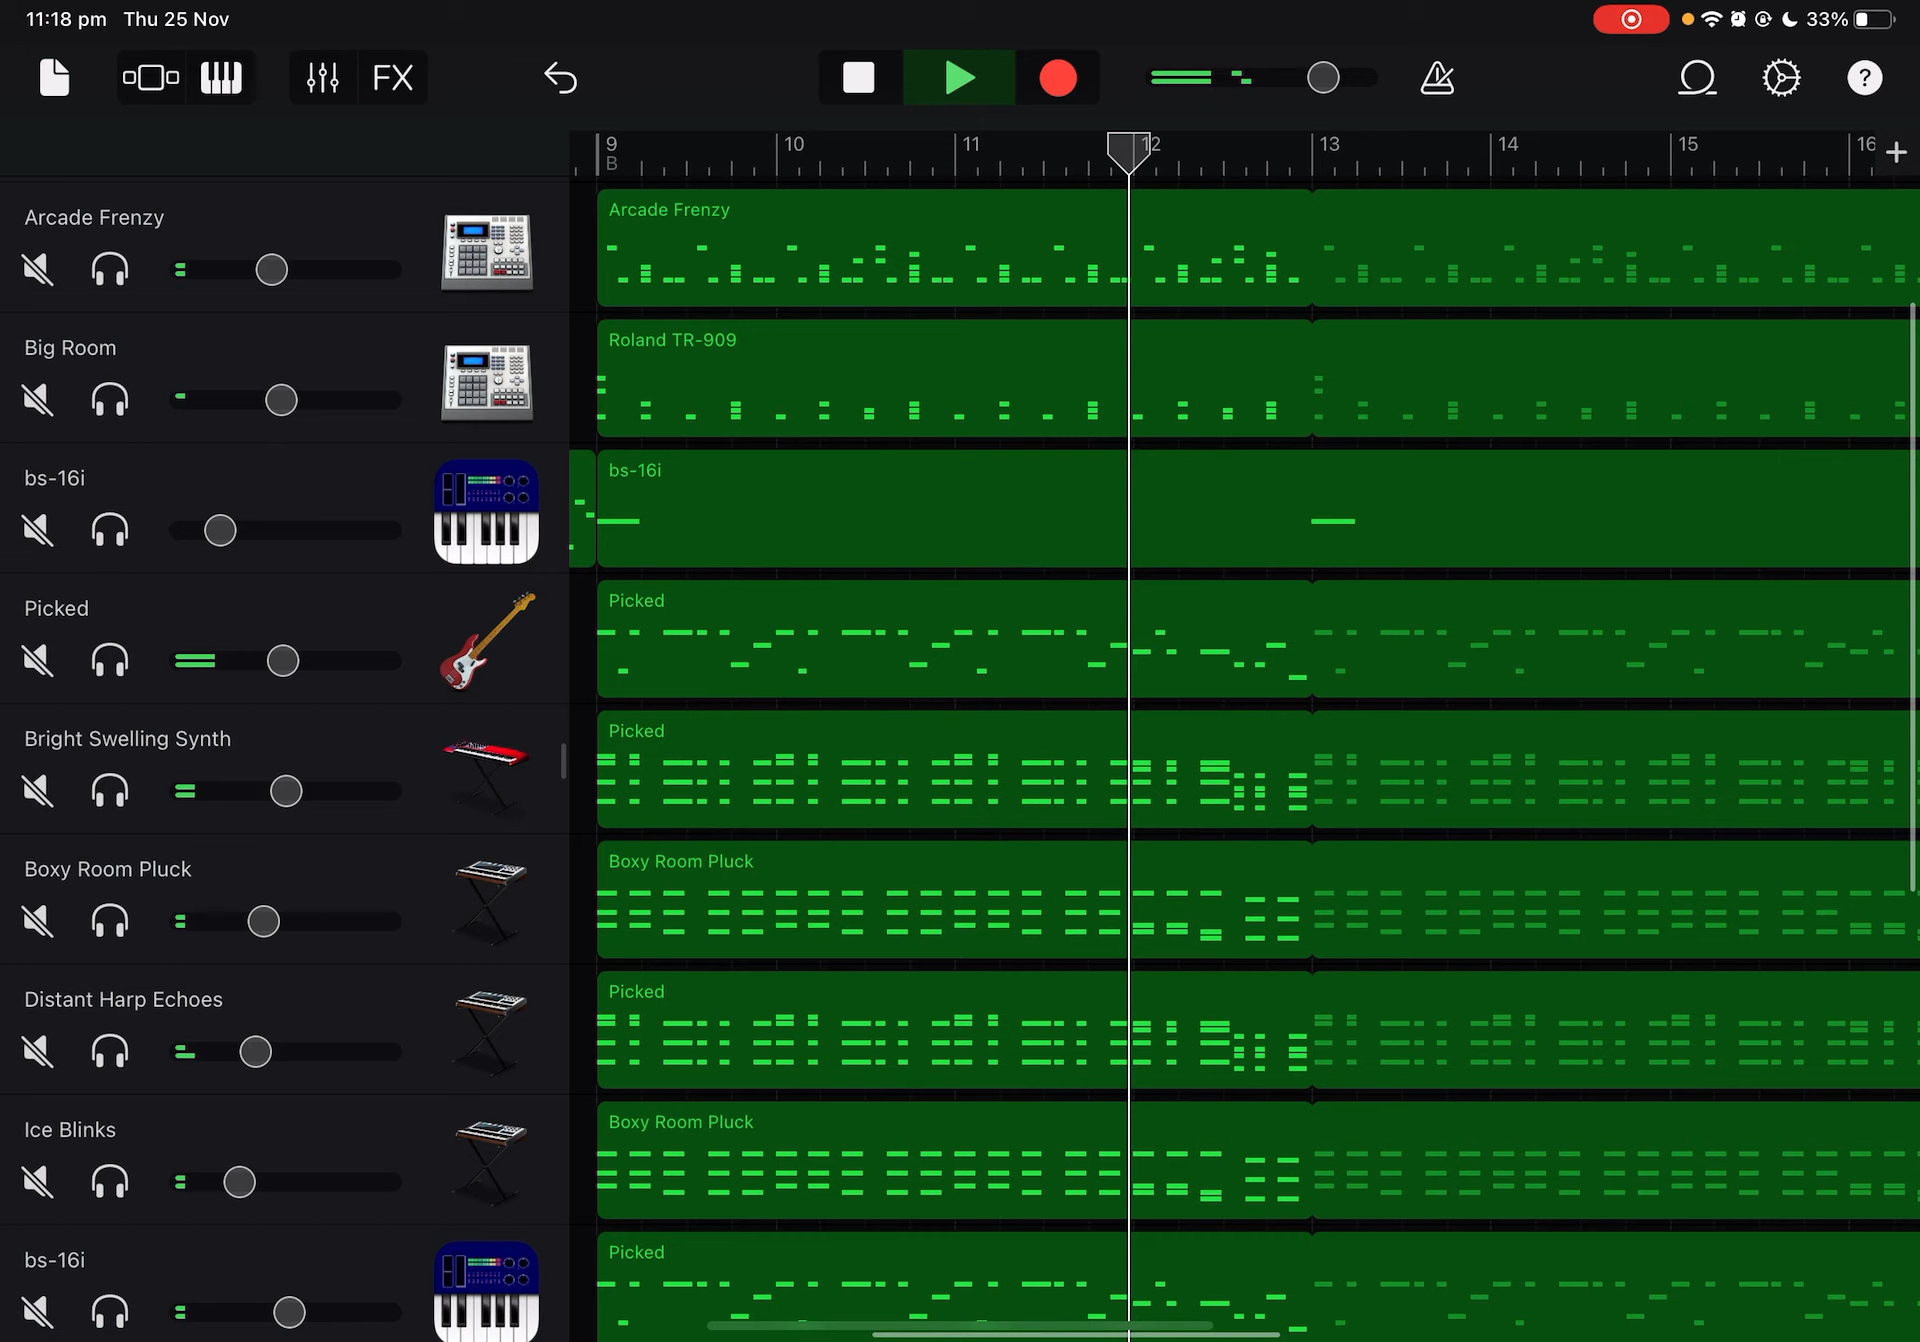 11:18 pm Thu 25 Nov
33%
FX
?
9 10 11 12 13 14 15 16
B
Arcade Frenzy
Arcade Frenzy
Big Room
Roland TR-909
bs-16i
bs-16i
Picked
Picked
Bright Swelling Synth
Picked
Boxy Room Pluck
Boxy Room Pluck
Distant Harp Echoes
Picked
Ice Blinks
Boxy Room Pluck
bs-16i
Picked